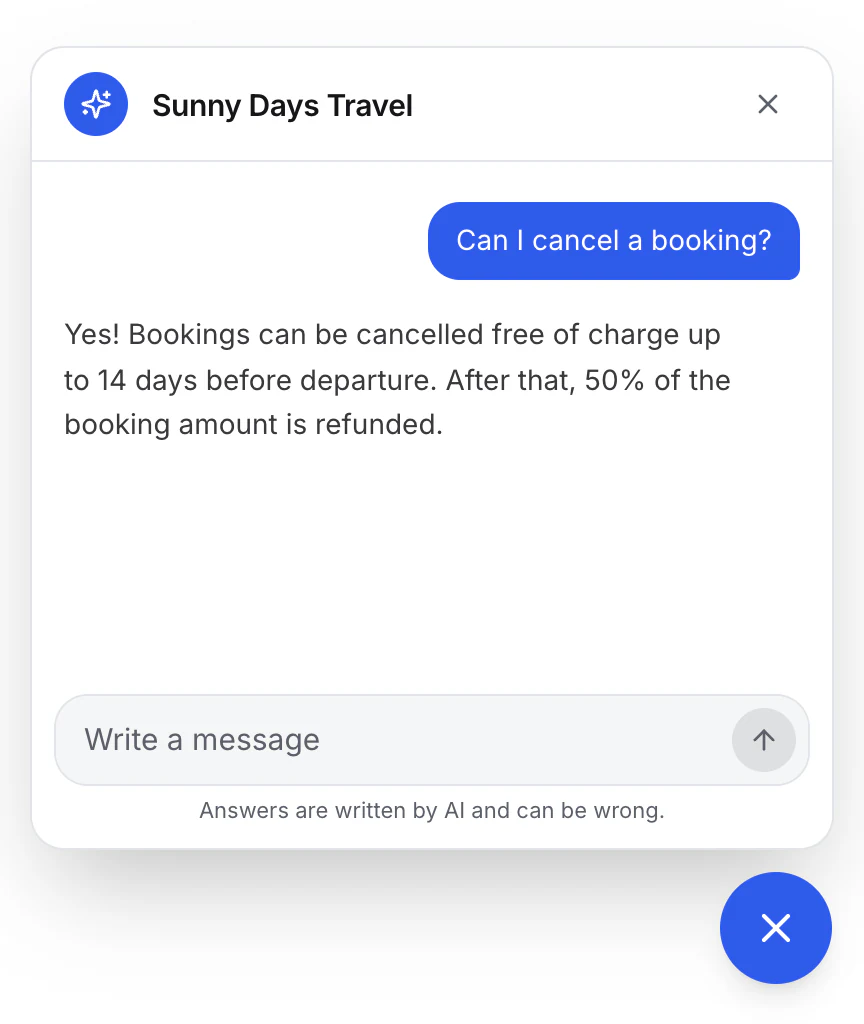 Sunny Days Travel
Can I cancel a booking?
Yes! Bookings can be cancelled free of charge up
to 14 days before departure. After that, 50% of the
booking amount is refunded.
Write a message
Answers are written by AI and can be wrong.